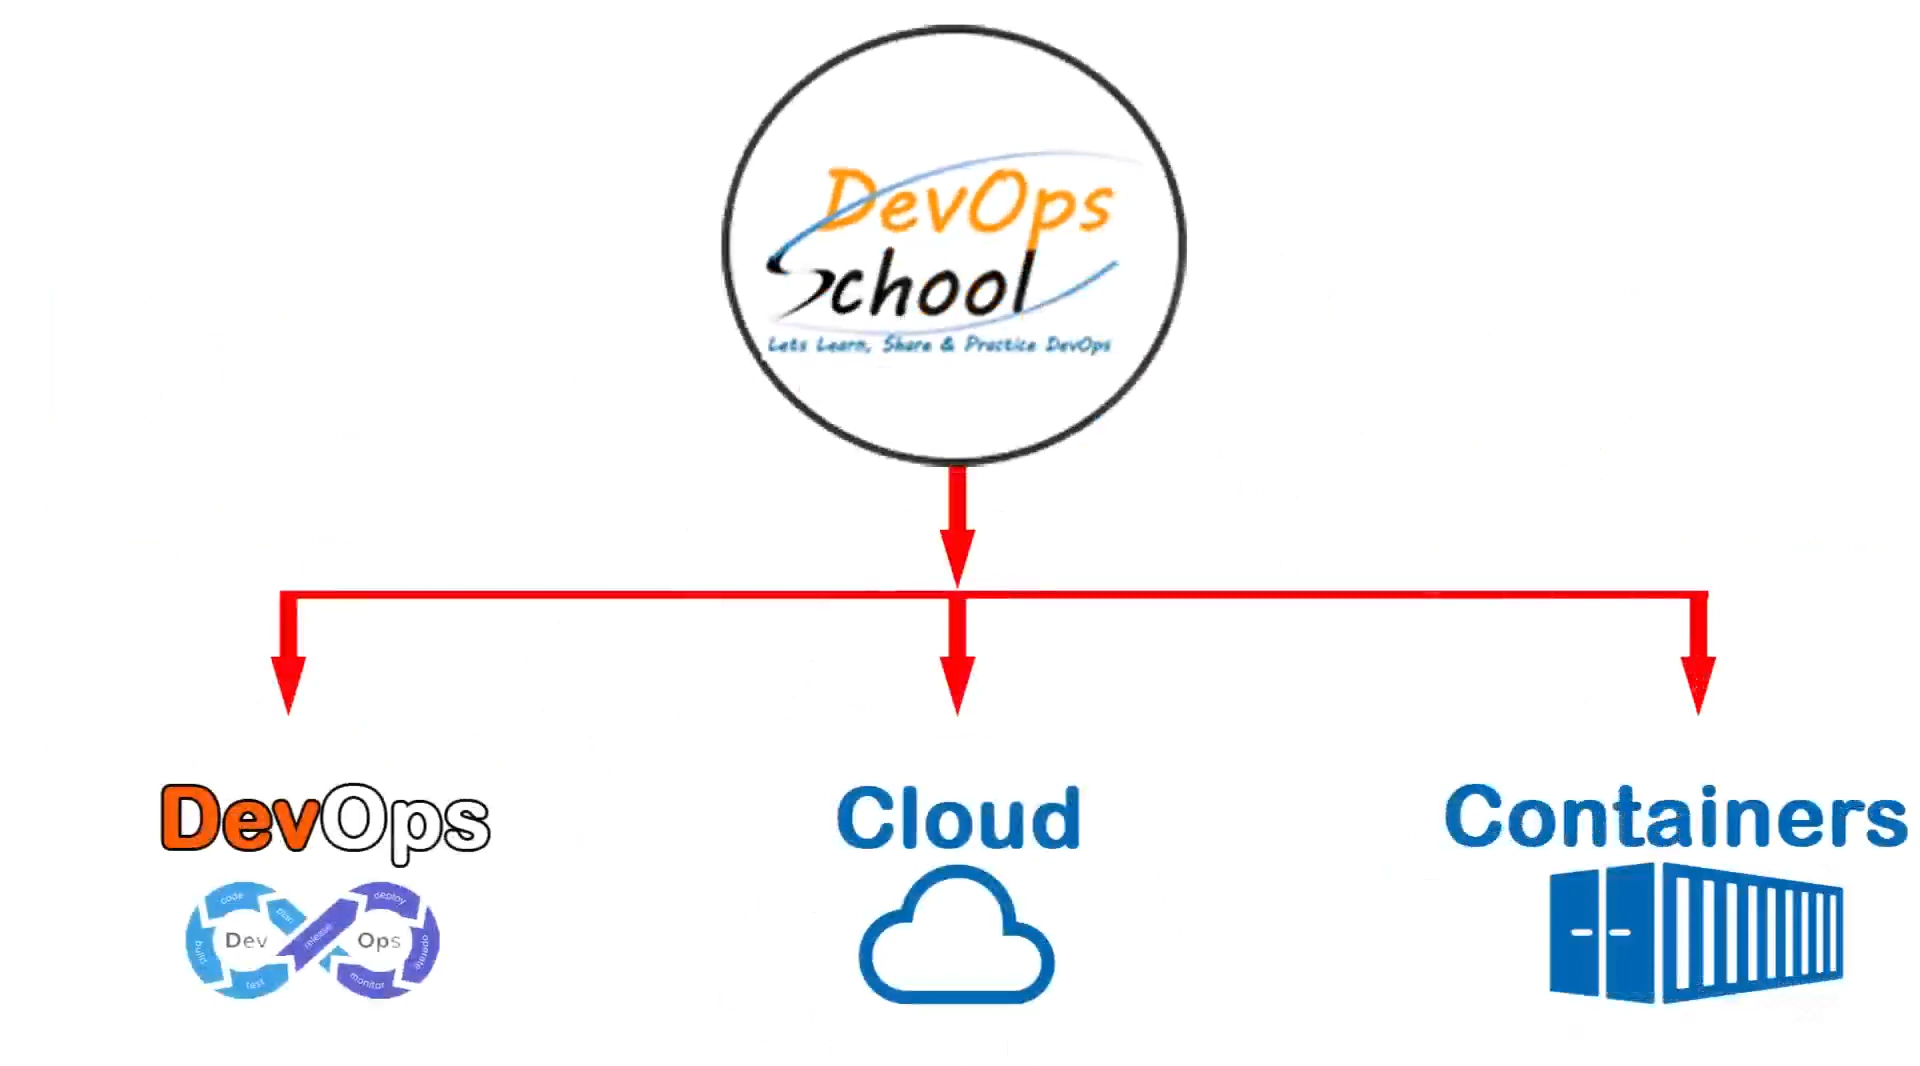 DevOps
School
Lets Learn, Share & Practice DevOps
DevOps
Cloud
Containers
code
plan
build
test
Dev
release
deploy
Ops
operate
monitor